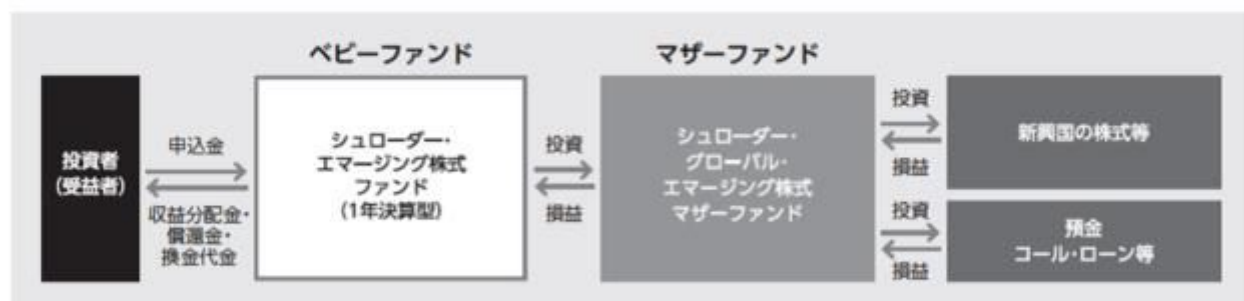 ベビーファンド
マザーファンド
投資者
(受益者)
申込金
収益分配金・
償還金・
換金代金
シュローダー・
エマージング株式
ファンド
(1年決算型)
投資
損益
シュローダー・
グローバル・
エマージング株式
マザーファンド
投資
損益
新興国の株式等
投資
損益
預金
コール・ローン等